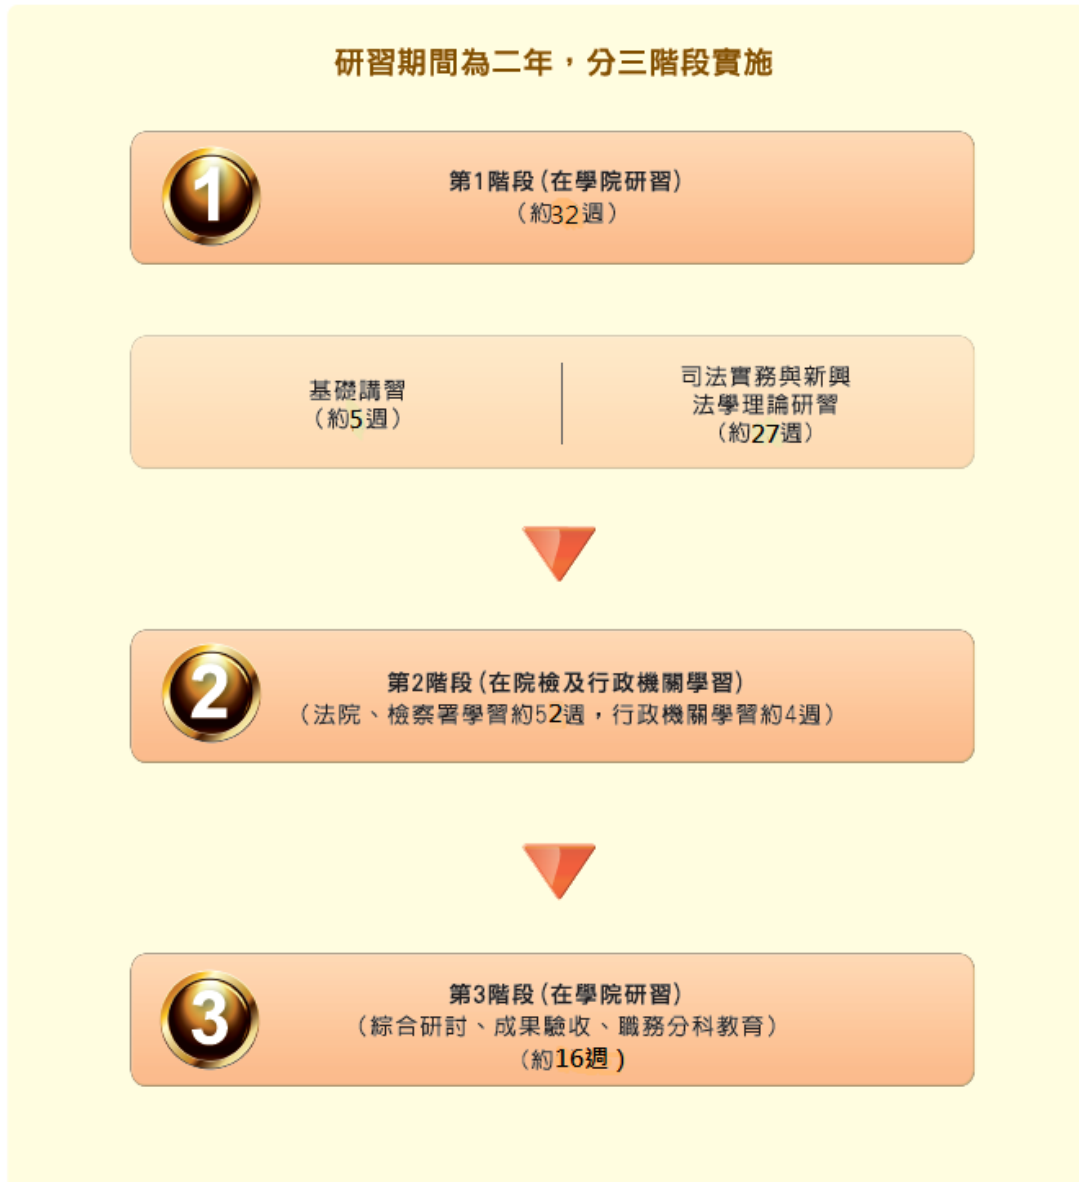 研習期間為二年，分三階段實施
1
第1階段(在學院研習)
(約32週)
基礎講習
(約5週)
司法實務與新興
法學理論研習
(約27週)
2
第2階段(在院檢及行政機關學習)
(法院、檢察署學習約52週，行政機關學習約4週)
3
第3階段(在學院研習)
(綜合研討、成果驗收、職務分科教育)
(約16週)